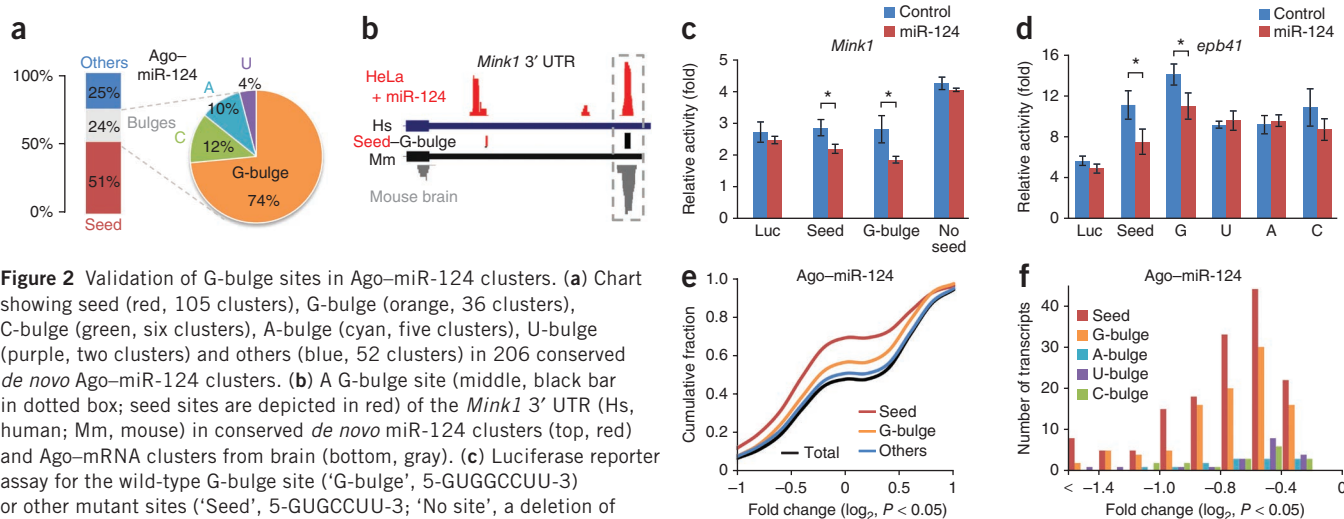 a
Others
Ago–
miR-124
U
4%
A
10%
100%
25%
Bulges
24%
C
12%
50%
G-bulge
74%
51%
0%
Seed
b
Mink1 3′ UTR
HeLa
+ miR-124
Hs
Seed–G-bulge
Mm
Mouse brain
c
Control
miR-124
Mink1
Relative activity (fold)
5
4
3
2
1
0
* *
Luc Seed G-bulge No
seed
d
Control
miR-124
epb41
Relative activity (fold)
16
12
8
4
0
* *
Luc Seed G U A C
Figure 2 Validation of G-bulge sites in Ago–miR-124 clusters. (a) Chart
showing seed (red, 105 clusters), G-bulge (orange, 36 clusters),
C-bulge (green, six clusters), A-bulge (cyan, five clusters), U-bulge
(purple, two clusters) and others (blue, 52 clusters) in 206 conserved
de novo Ago–miR-124 clusters. (b) A G-bulge site (middle, black bar
in dotted box; seed sites are depicted in red) of the Mink1 3′ UTR (Hs,
human; Mm, mouse) in conserved de novo miR-124 clusters (top, red)
and Ago–mRNA clusters from brain (bottom, gray). (c) Luciferase reporter
assay for the wild-type G-bulge site (‘G-bulge’, 5-GUGGCCUU-3)
or other mutant sites (‘Seed’, 5-GUGCCUU-3; ‘No site’, a deletion of
e
Ago–miR-124
Cumulative fraction
1.0
0.8
0.6
0.4
0.2
0
Seed
G-bulge
Total Others
−1 −0.5 0 0.5 1
Fold change (log2, P < 0.05)
f
Ago–miR-124
Number of transcripts
40
30
20
10
0
Seed
G-bulge
A-bulge
U-bulge
C-bulge
< −1.4 −1.0 −0.8 −0.4 0
Fold change (log2, P < 0.05)